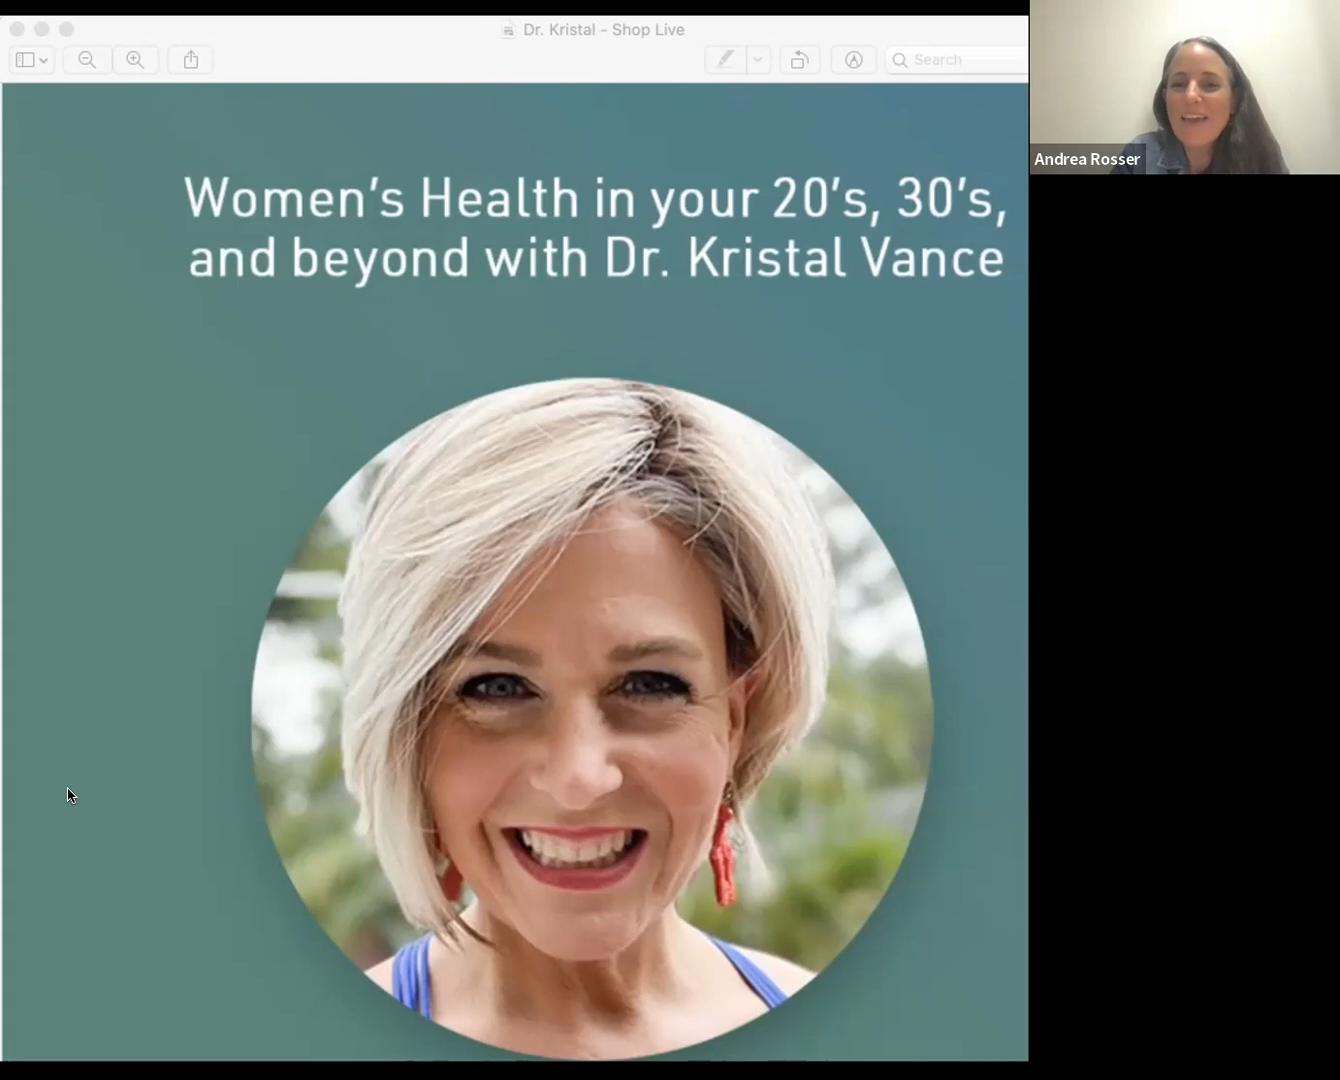 Dr. Kristal - Shop Live
Search
Andrea Rosser
Women's Health in your 20's, 30's,
and beyond with Dr. Kristal Vance